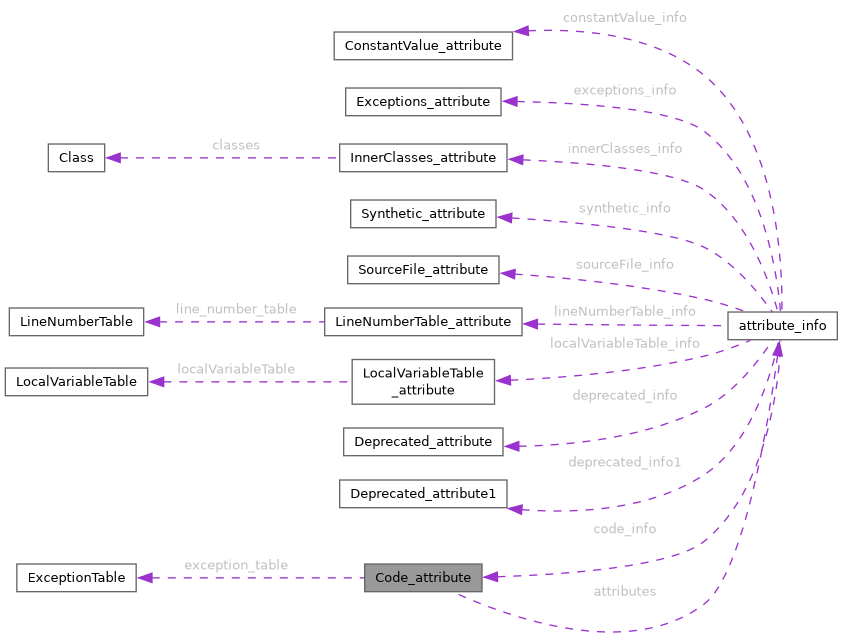 constantValue_info
ConstantValue_attribute
exceptions_info
Exceptions_attribute
classes
innerClasses_info
Class
InnerClasses_attribute
synthetic_info
Synthetic_attribute
sourceFile_info
SourceFile_attribute
line_number_table
lineNumberTable_info
LineNumberTable
LineNumberTable_attribute
attribute_info
localVariableTable_info
localVariableTable
LocalVariableTable
LocalVariableTable
_attribute
deprecated_info
Deprecated_attribute
deprecated_info1
Deprecated_attribute1
code_info
exception_table
ExceptionTable
Code_attribute
attributes